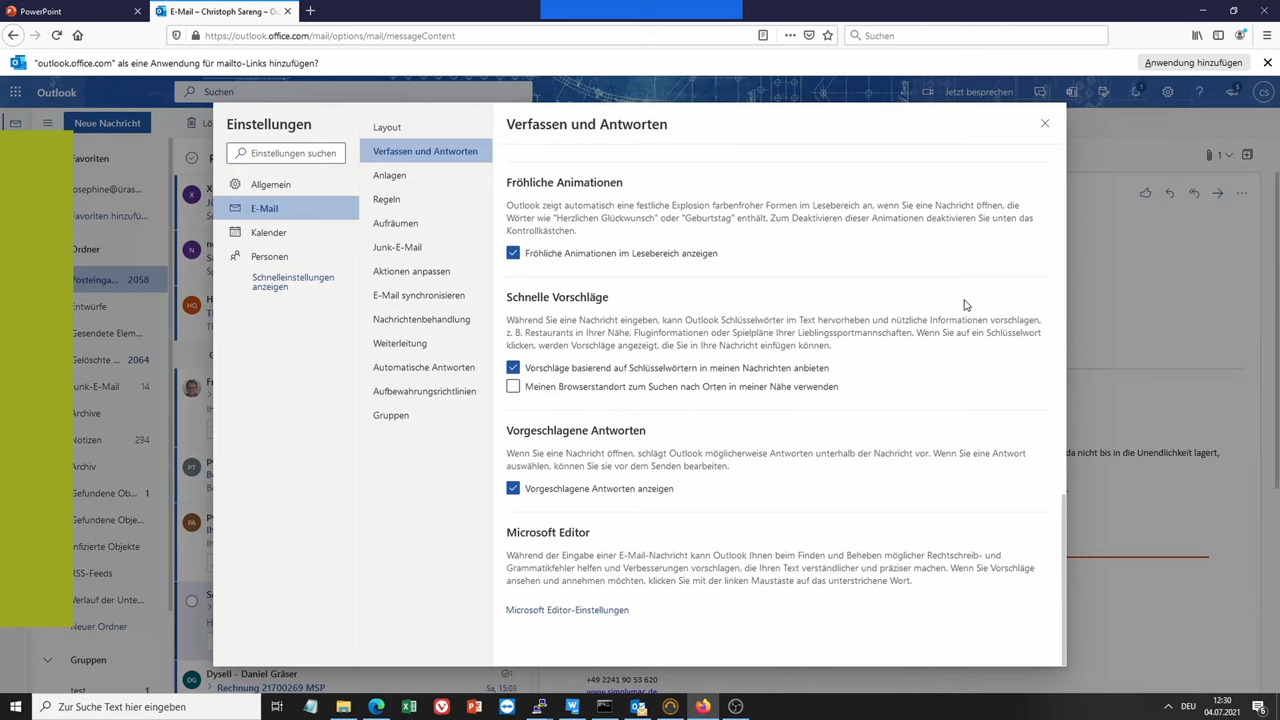 PowerPoint
E-Mail – Christoph Sareng – Ou
https://outlook.office.com/mail/options/mail/messageContent
Suchen
"outlook.office.com" als eine Anwendung für mailto-Links hinzufügen?
Anwendung hinzufügen
Outlook
Suchen
Jetzt besprechen
CS
Neue Nachricht
Favoriten
Favoriten hinzuf
Ordner
Posteinga... 2058
Entwürfe
Gesendete Elem...
Gelöschte ... 2064
Junk-E-Mail 14
Archive
Notizen 294
Archiv
Gefundene Ob... 1
Gefundene Obje...
nfizierte Objekte
RSS-Feeds
Verlauf der Unte...
Neuer Ordner
Gruppen
test
HQ
PT
PA
DG
Dysell - Daniel Gräser
Rechnung 21700269 MSP
Sa, 15:03
Einstellungen
Einstellungen suchen
Allgemein
E-Mail
Kalender
Personen
Schnelleinstellungen
anzeigen
Layout
Verfassen und Antworten
Anlagen
Regeln
Aufräumen
Junk-E-Mail
Aktionen anpassen
E-Mail synchronisieren
Nachrichtenbehandlung
Weiterleitung
Automatische Antworten
Aufbewahrungsrichtlinien
Gruppen
Verfassen und Antworten
Fröhliche Animationen
Outlook zeigt automatisch eine festliche Explosion farbenfroher Formen im Lesebereich an, wenn Sie eine Nachricht öffnen, die
Wörter wie "Herzlichen Glückwunsch" oder "Geburtstag" enthält. Zum Deaktivieren dieser Animationen deaktivieren Sie unten das
Kontrollkästchen.
Fröhliche Animationen im Lesebereich anzeigen
Schnelle Vorschläge
Während Sie eine Nachricht eingeben, kann Outlook Schlüsselwörter im Text hervorheben und nützliche Informationen vorschlagen,
z. B. Restaurants in Ihrer Nähe, Fluginformationen oder Spielpläne Ihrer Lieblingssportmannschaften. Wenn Sie auf ein Schlüsselwort
klicken, werden Vorschläge angezeigt, die Sie in Ihre Nachricht einfügen können.
Vorschläge basierend auf Schlüsselwörtern in meinen Nachrichten anbieten
Meinen Browserstandort zum Suchen nach Orten in meiner Nähe verwenden
Vorgeschlagene Antworten
Wenn Sie eine Nachricht öffnen, schlägt Outlook möglicherweise Antworten unterhalb der Nachricht vor. Wenn Sie eine Antwort
auswählen, können Sie sie vor dem Senden bearbeiten.
Vorgeschlagene Antworten anzeigen
Microsoft Editor
Während der Eingabe einer E-Mail-Nachricht kann Outlook Ihnen beim Finden und Beheben möglicher Rechtschreib- und
Grammatikfehler helfen und Verbesserungen vorschlagen, die Ihren Text verständlicher und präziser machen. Wenn Sie Vorschläge
ansehen und annehmen möchten, klicken Sie mit der linken Maustaste auf das unterstrichene Wort.
Microsoft Editor-Einstellungen
1
da nicht bis in die Unendlichkeit lagert,
+49 2241 90 53 620
www.simplymac.de
Zur Suche Text hier eingeben
DEU
12:30
04.07.2021
6